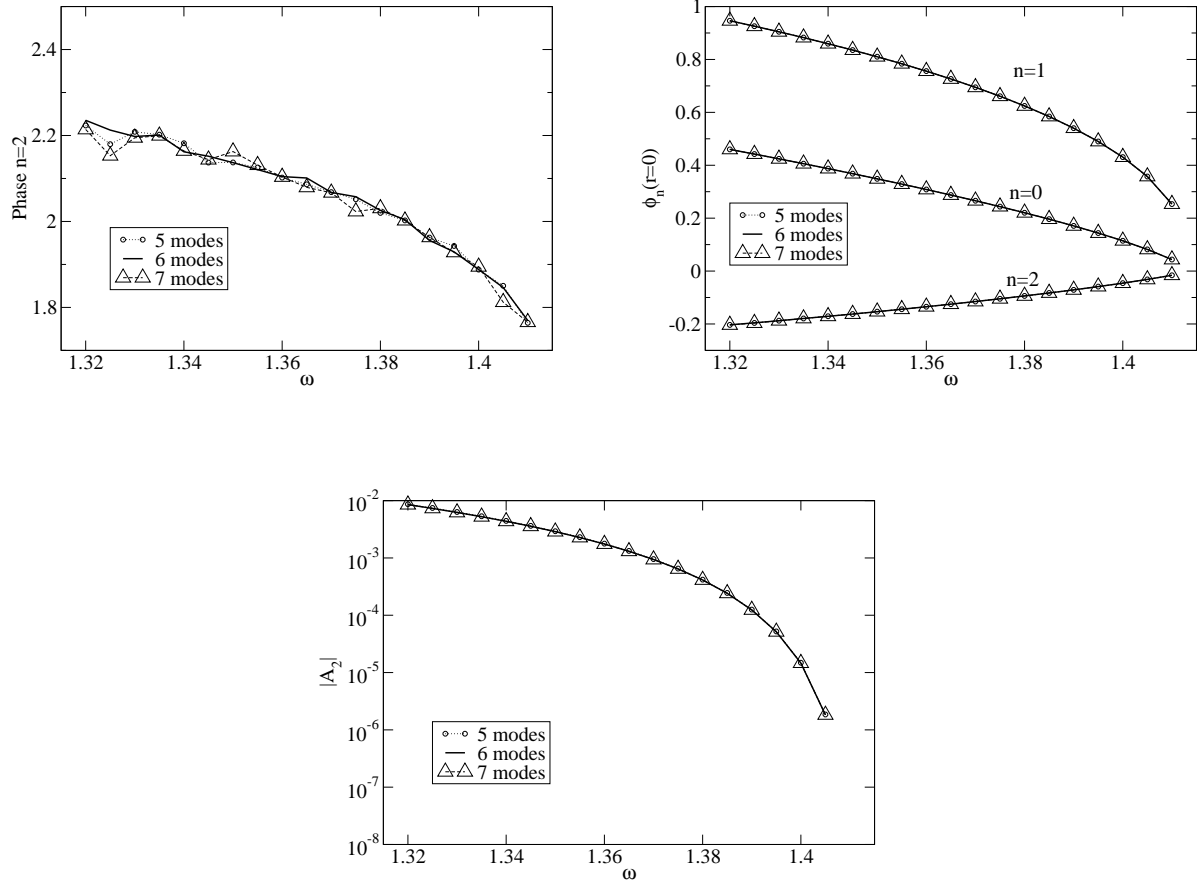 2.4
2.2
2
1.8
Phase n=2
5 modes
6 modes
7 modes
1.32 1.34 1.36 1.38 1.4
ω
1
0.8
0.6
0.4
0.2
0
-0.2
ϕn(r=0)
n=1
n=0
n=2
5 modes
6 modes
7 modes
1.32 1.34 1.36 1.38 1.4
ω
10-2
10-3
10-4
10-5
10-6
10-7
10-8
|A2|
5 modes
6 modes
7 modes
1.32 1.34 1.36 1.38 1.4
ω